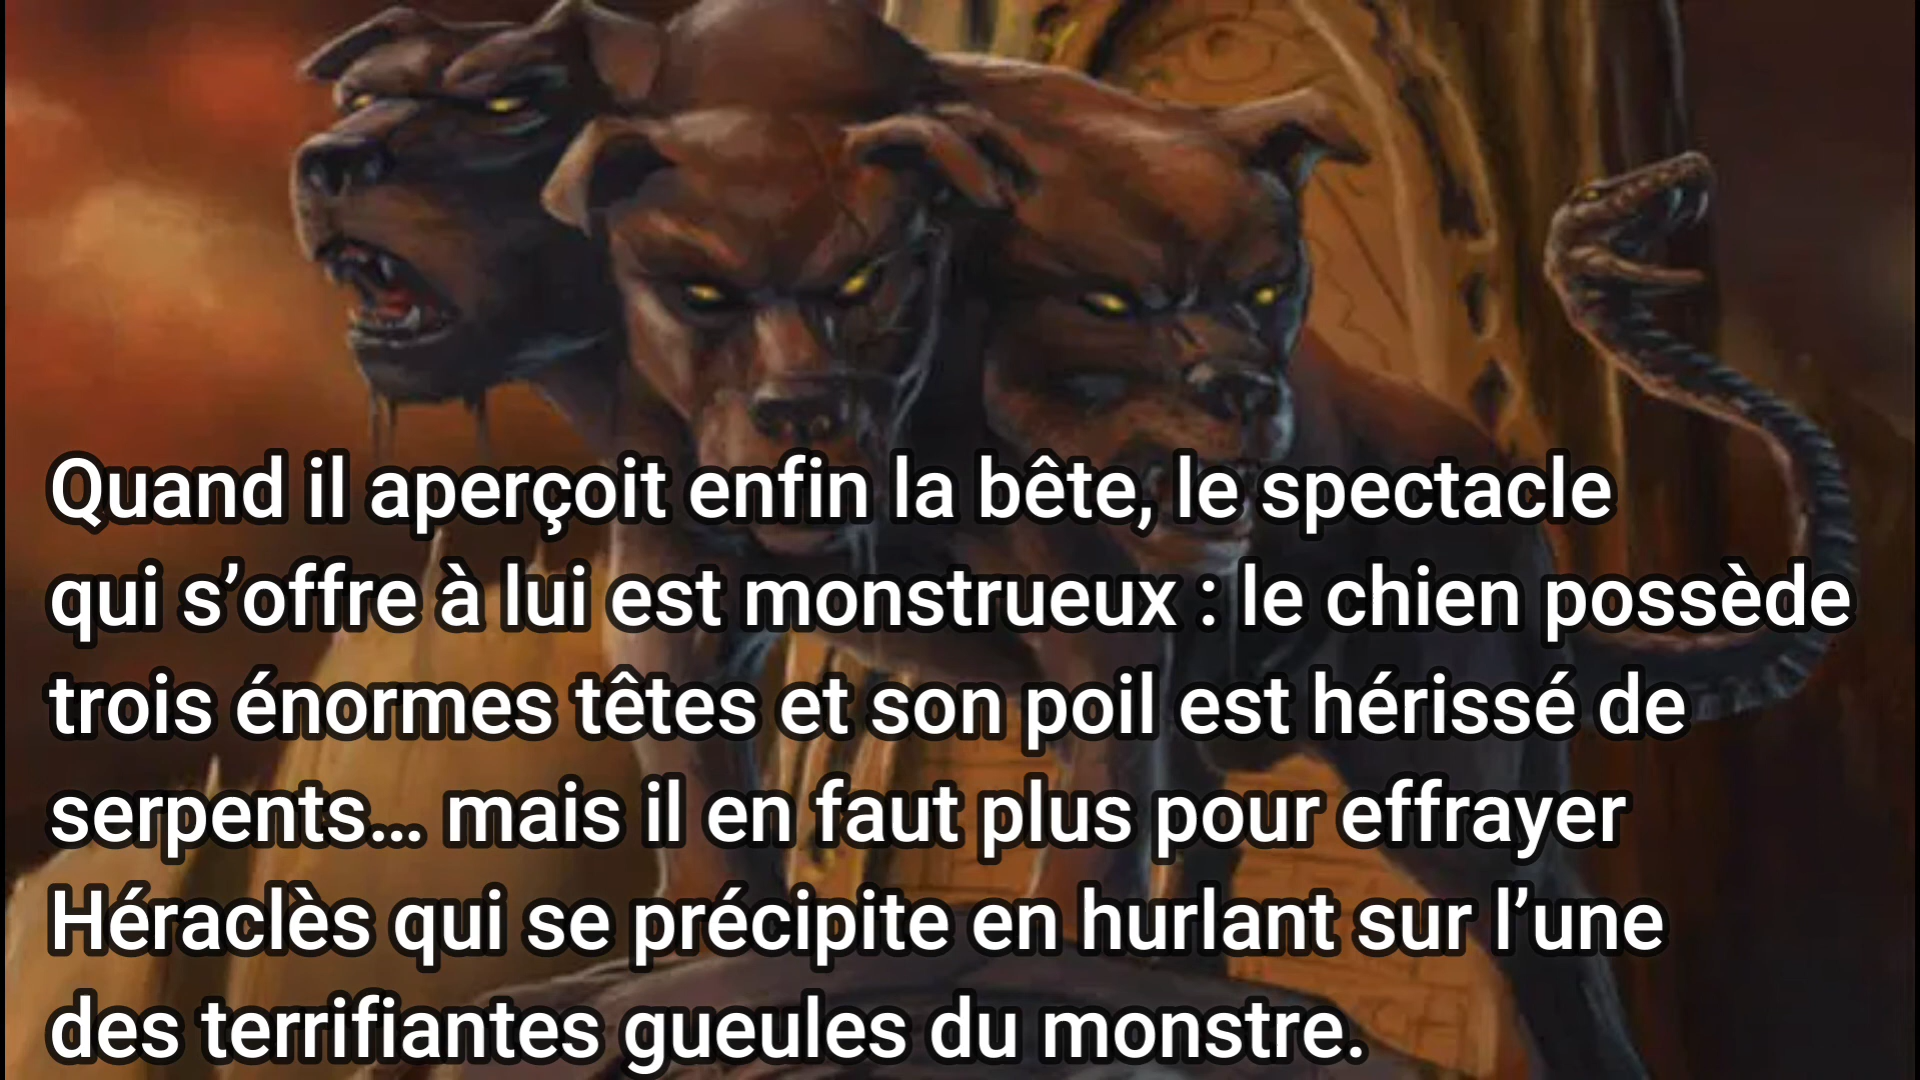 Quand il aperçoit enfin la bête, le spectacle
qui s’offre à lui est monstrueux : le chien possède
trois énormes têtes et son poil est hérissé de
serpents... mais il en faut plus pour effrayer
Héraclès qui se précipite en hurlant sur l’une
des terrifiantes gueules du monstre.